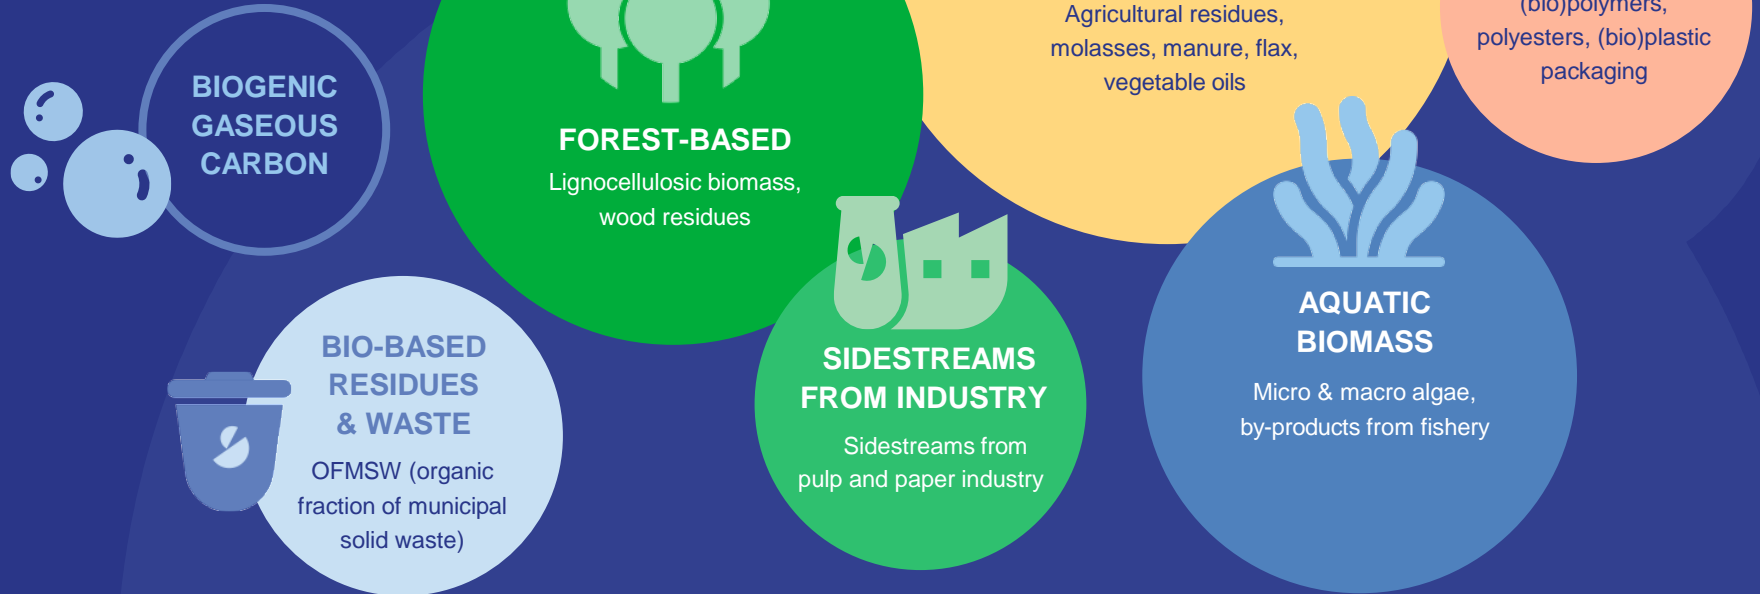 Agricultural residues,
molasses, manure, flax,
vegetable oils
(bio)polymers,
polyesters, (bio)plastic
packaging
BIOGENIC
GASEOUS
CARBON
FOREST-BASED
Lignocellulosic biomass,
wood residues
BIO-BASED
RESIDUES
& WASTE
OFMSW (organic
fraction of municipal
solid waste)
SIDESTREAMS
FROM INDUSTRY
Sidestreams from
pulp and paper industry
AQUATIC
BIOMASS
Micro & macro algae,
by-products from fishery